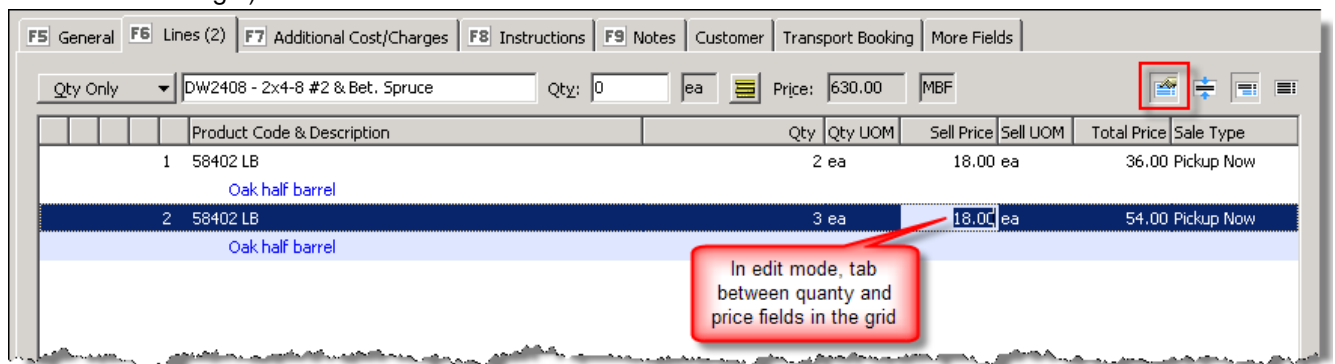 F5 General F6 Lines (2) F7 Additional Cost/Charges F8 Instructions F9 Notes Customer Transport Booking More Fields
Qty Only DW2408 - 2x4-8 #2 & Bet. Spruce Qty: 0 ea Price: 630.00 MBF
Product Code & Description Qty Qty UOM Sell Price Sell UOM Total Price Sale Type
1 58402 LB 2 ea 18.00 ea 36.00 Pickup Now
Oak half barrel
2 58402 LB 3 ea 18.00 ea 54.00 Pickup Now
Oak half barrel
In edit mode, tab
between quanty and
price fields in the grid